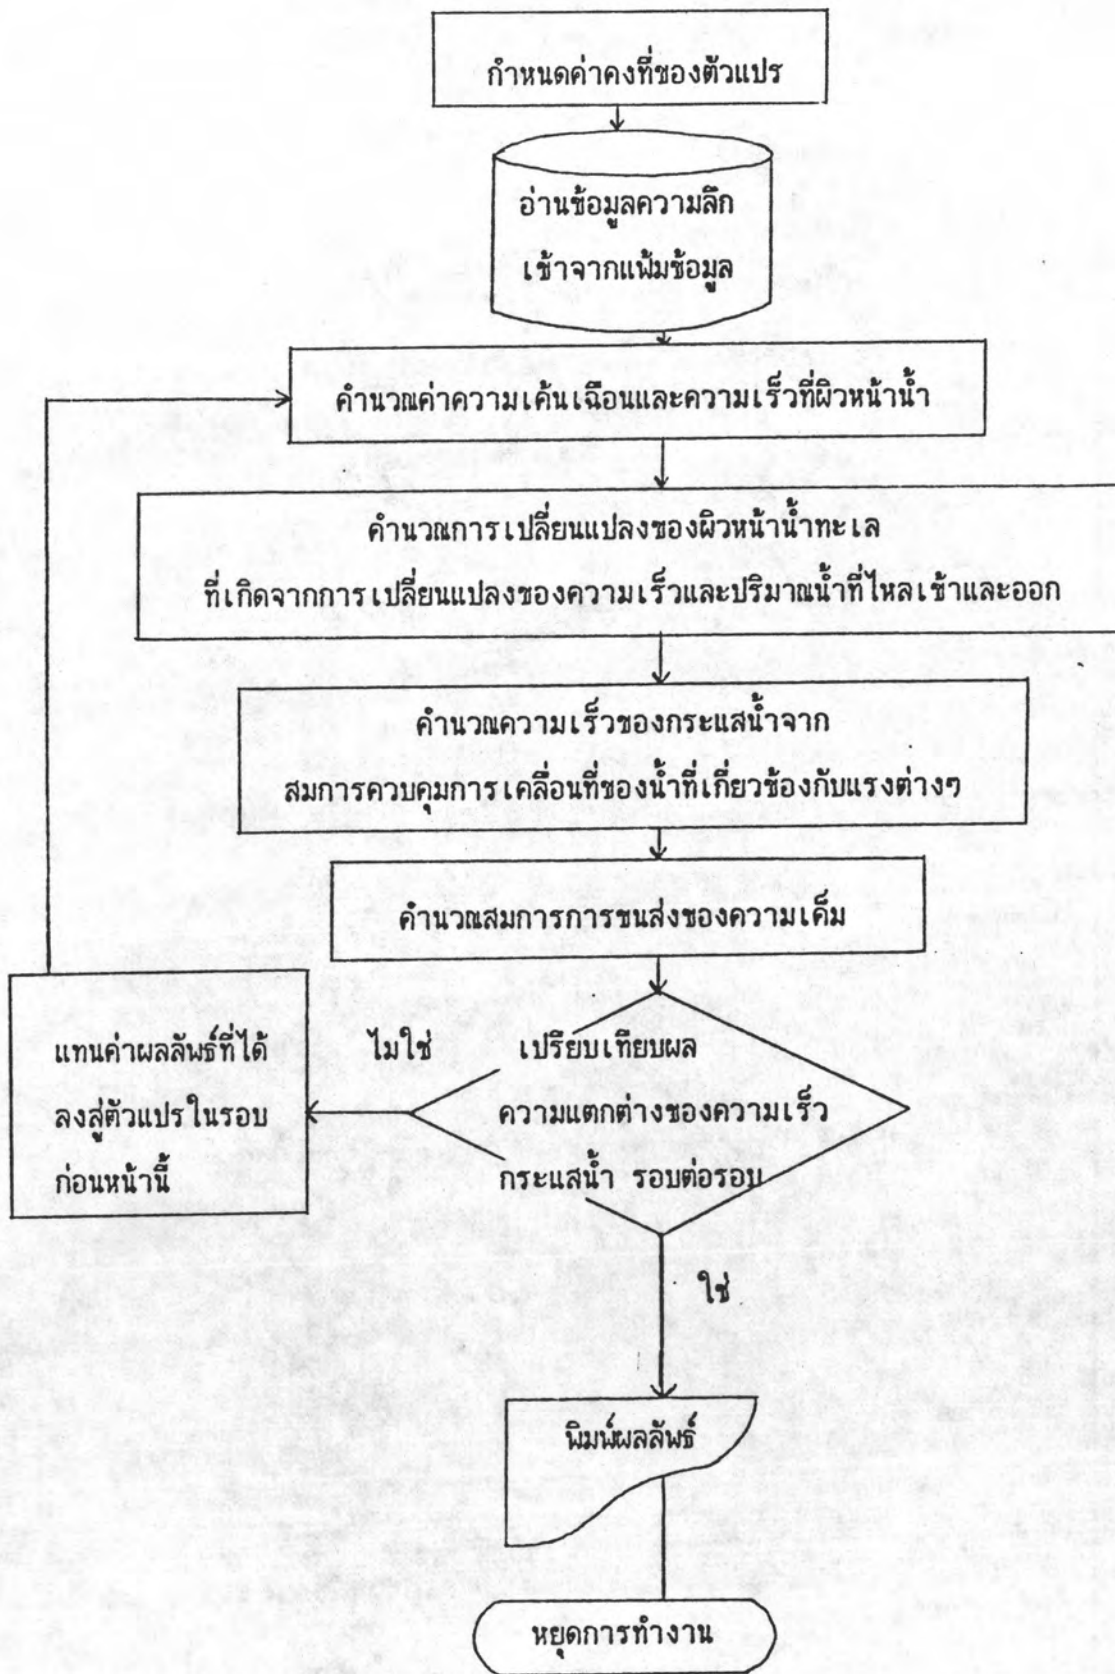 กำหนดค่าคงที่ของตัวแปร
อ่านข้อมูลความลึก
เข้าจากแฟ้มข้อมูล
คำนวณค่าความเค้นเฉือนและความเร็วที่ผิวหน้าน้ำ
คำนวณการเปลี่ยนแปลงของผิวหน้าน้ำทะเล
ที่เกิดจากการเปลี่ยนแปลงของความเร็วและปริมาณน้ำที่ไหลเข้าและออก
คำนวณความเร็วของกระแสน้ำจาก
สมการควบคุมการเคลื่อนที่ของน้ำที่เกี่ยวข้องกับแรงต่างๆ
คำนวณสมการการขนส่งของความเค็ม
แทนค่าผลลัพธ์ที่ได้
ลงสู่ตัวแปรในรอบ
ก่อนหน้านี้
ไม่ใช่
เปรียบเทียบผล
ความแตกต่างของความเร็ว
กระแสน้ำ รอบต่อรอบ
ใช่
พิมพ์ผลลัพธ์
หยุดการทำงาน